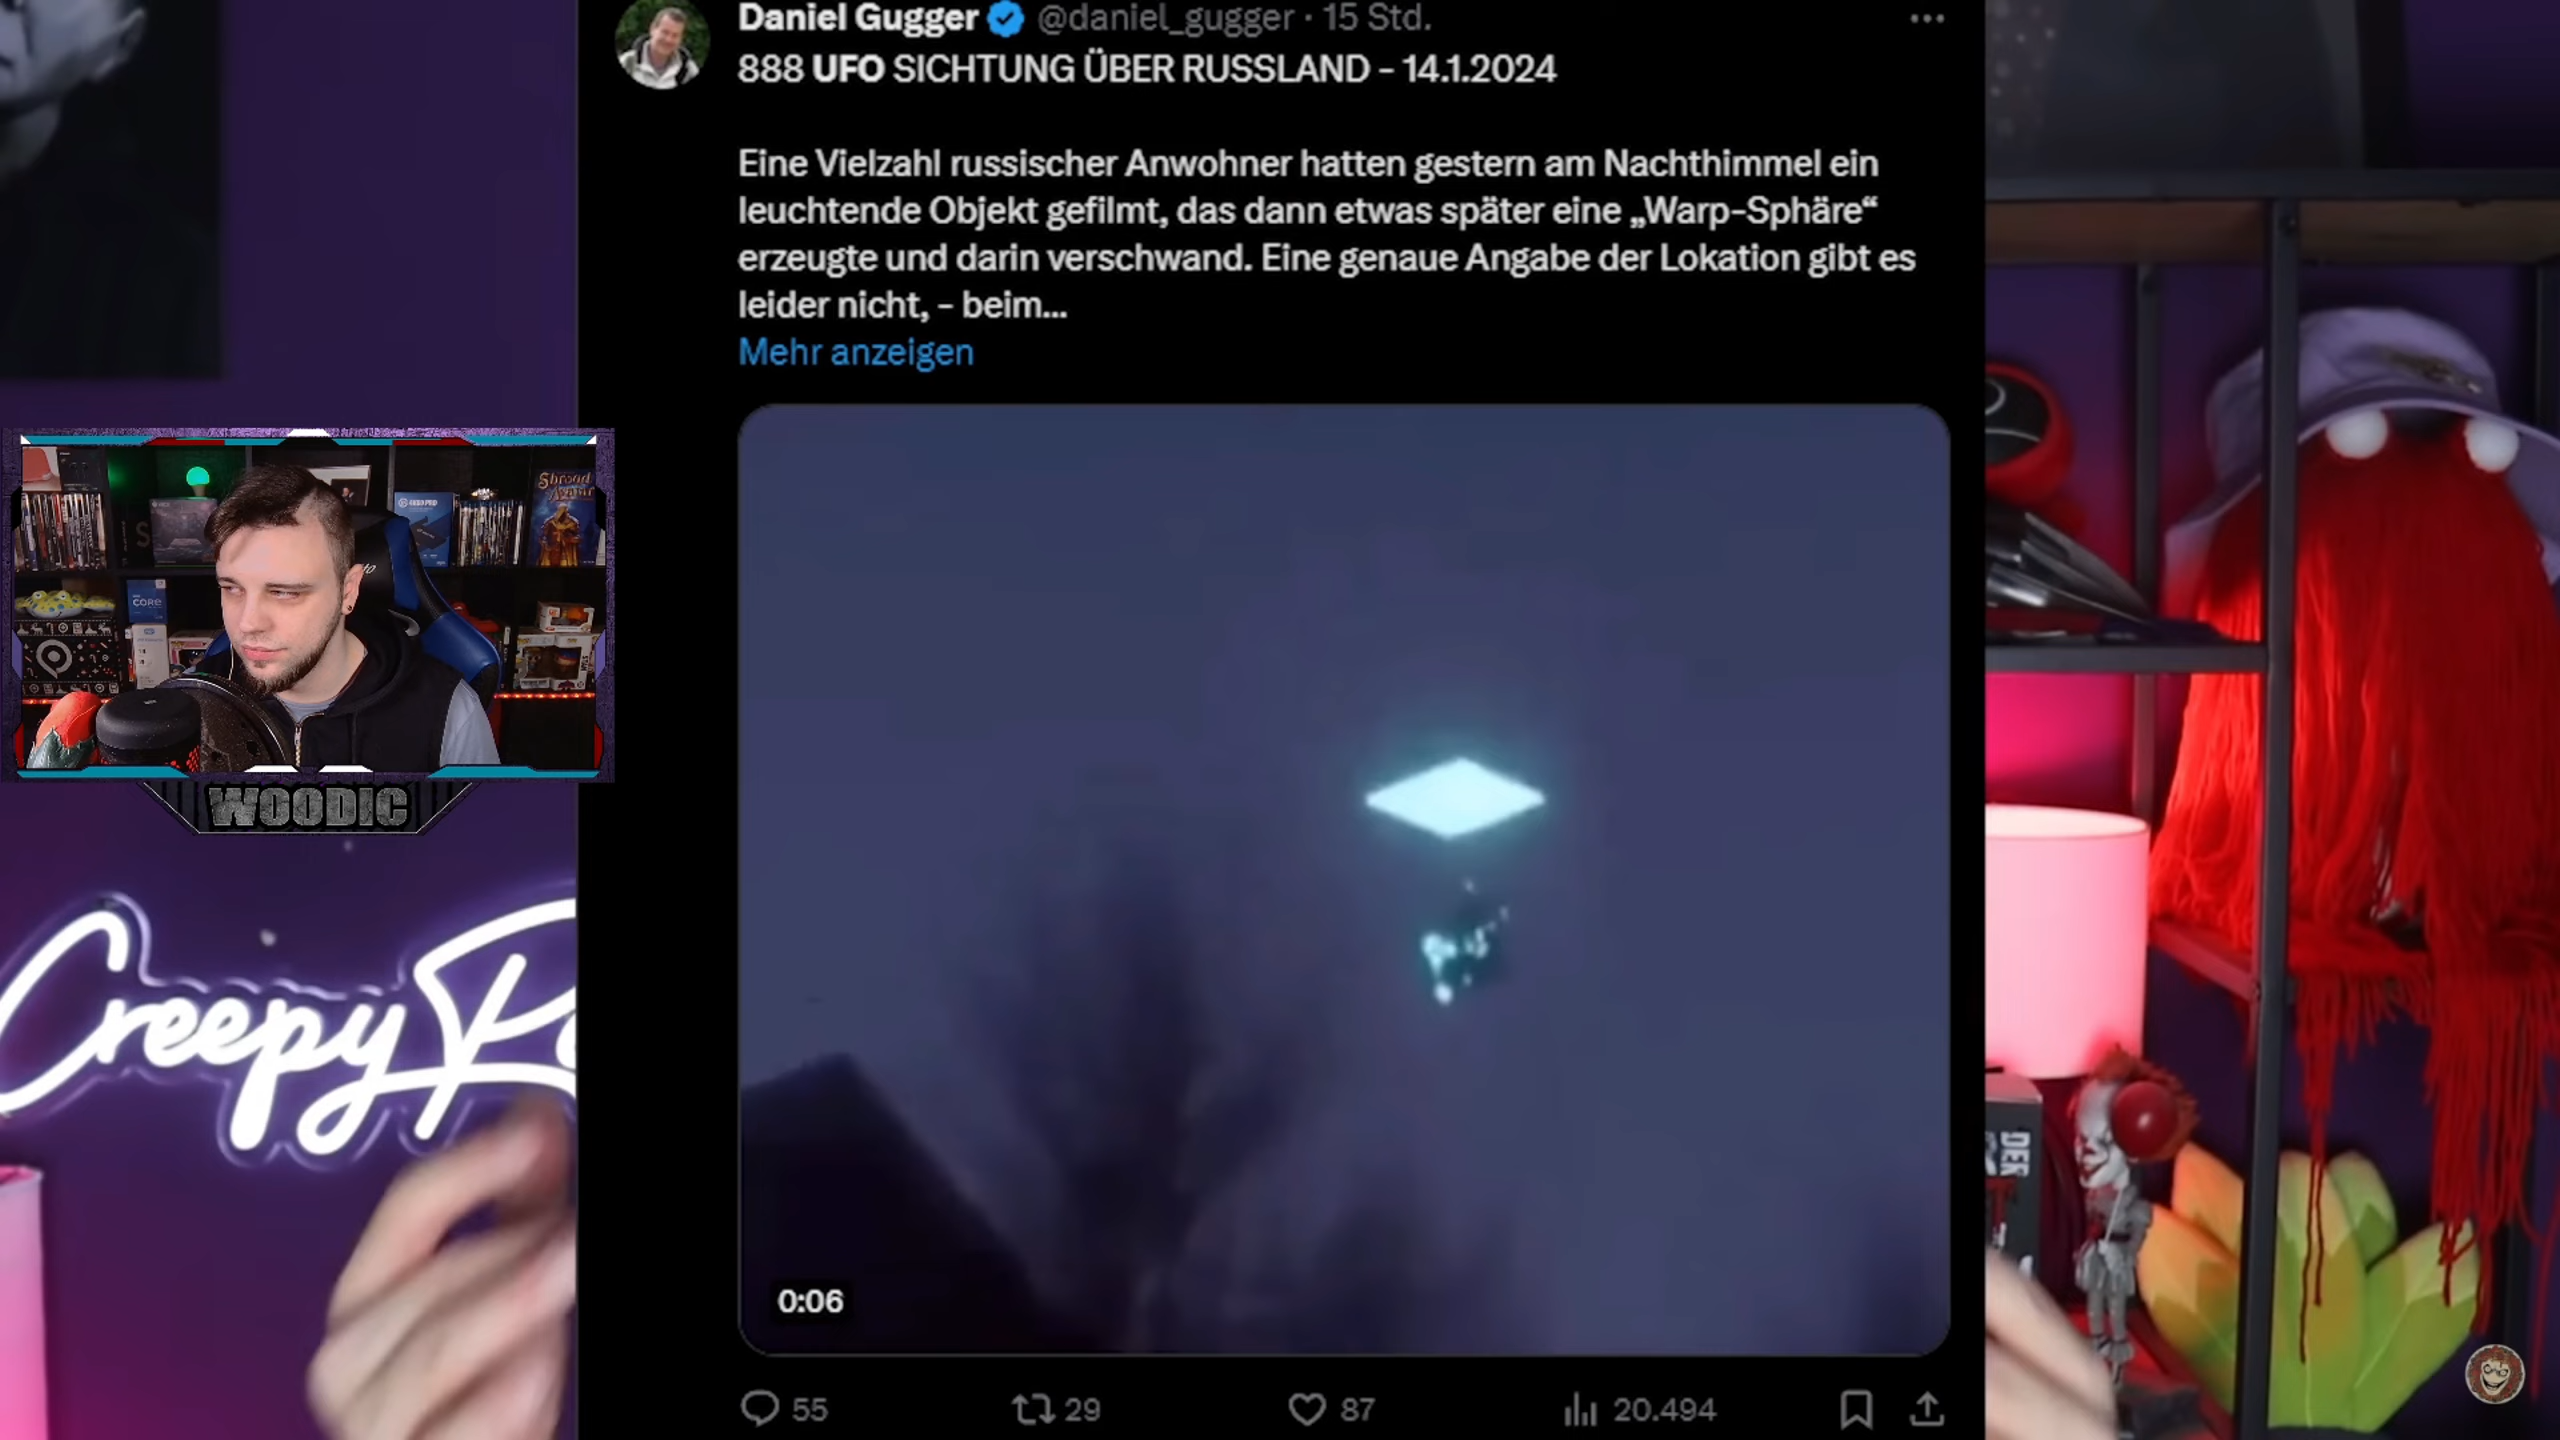 Daniel Gugger @daniel_gugger · 15 Std.
888 UFO SICHTUNG ÜBER RUSSLAND – 14.1.2024
Eine Vielzahl russischer Anwohner hatten gestern am Nachthimmel ein
leuchtende Objekt gefilmt, das dann etwas später eine „Warp-Sphäre“
erzeugte und darin verschwand. Eine genaue Angabe der Lokation gibt es
leider nicht, – beim...
Mehr anzeigen
Shroud
CORE
WOODIC
Creepy
DER
0:06
55
29
87
20.494